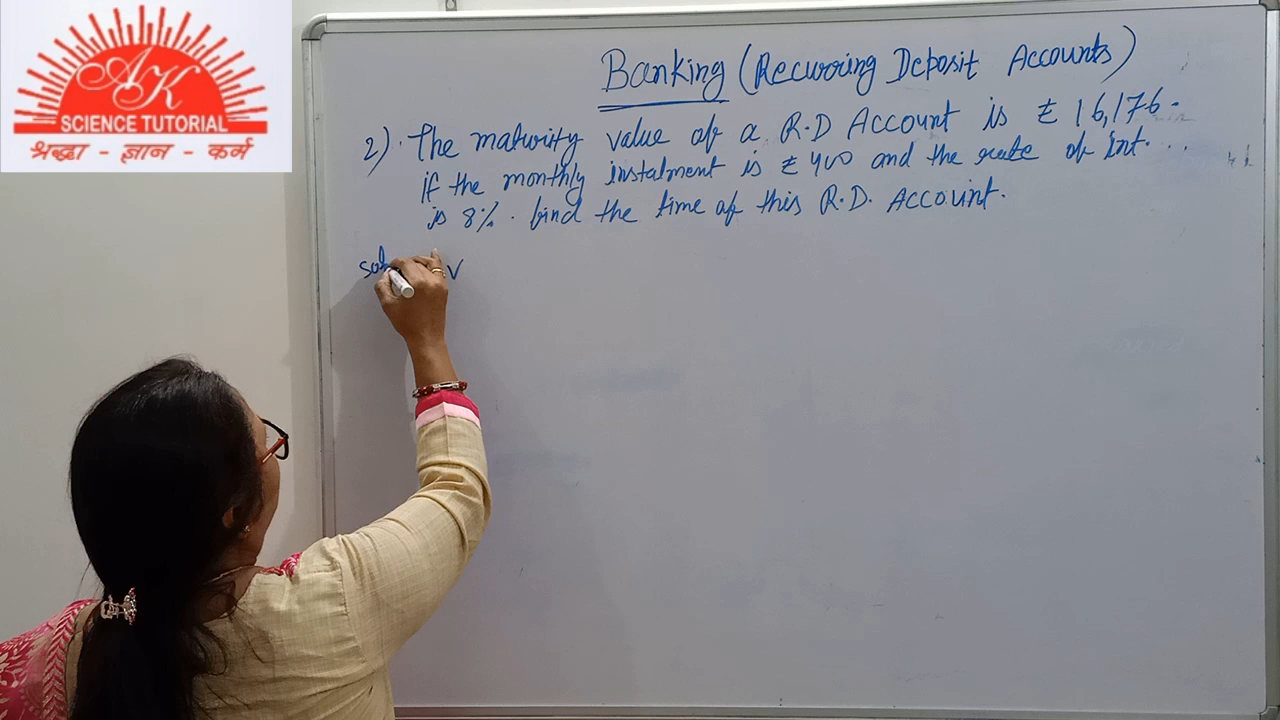 AK
SCIENCE TUTORIAL
श्रद्धा - ज्ञान - कर्म
Banking (Recurring Deposit Accounts)
2). The maturity value of a R.D Account is ₹ 16,176.
if the monthly instalment is ₹ 400 and the rate of int...
is 8%. find the time of this R.D. Account.
V